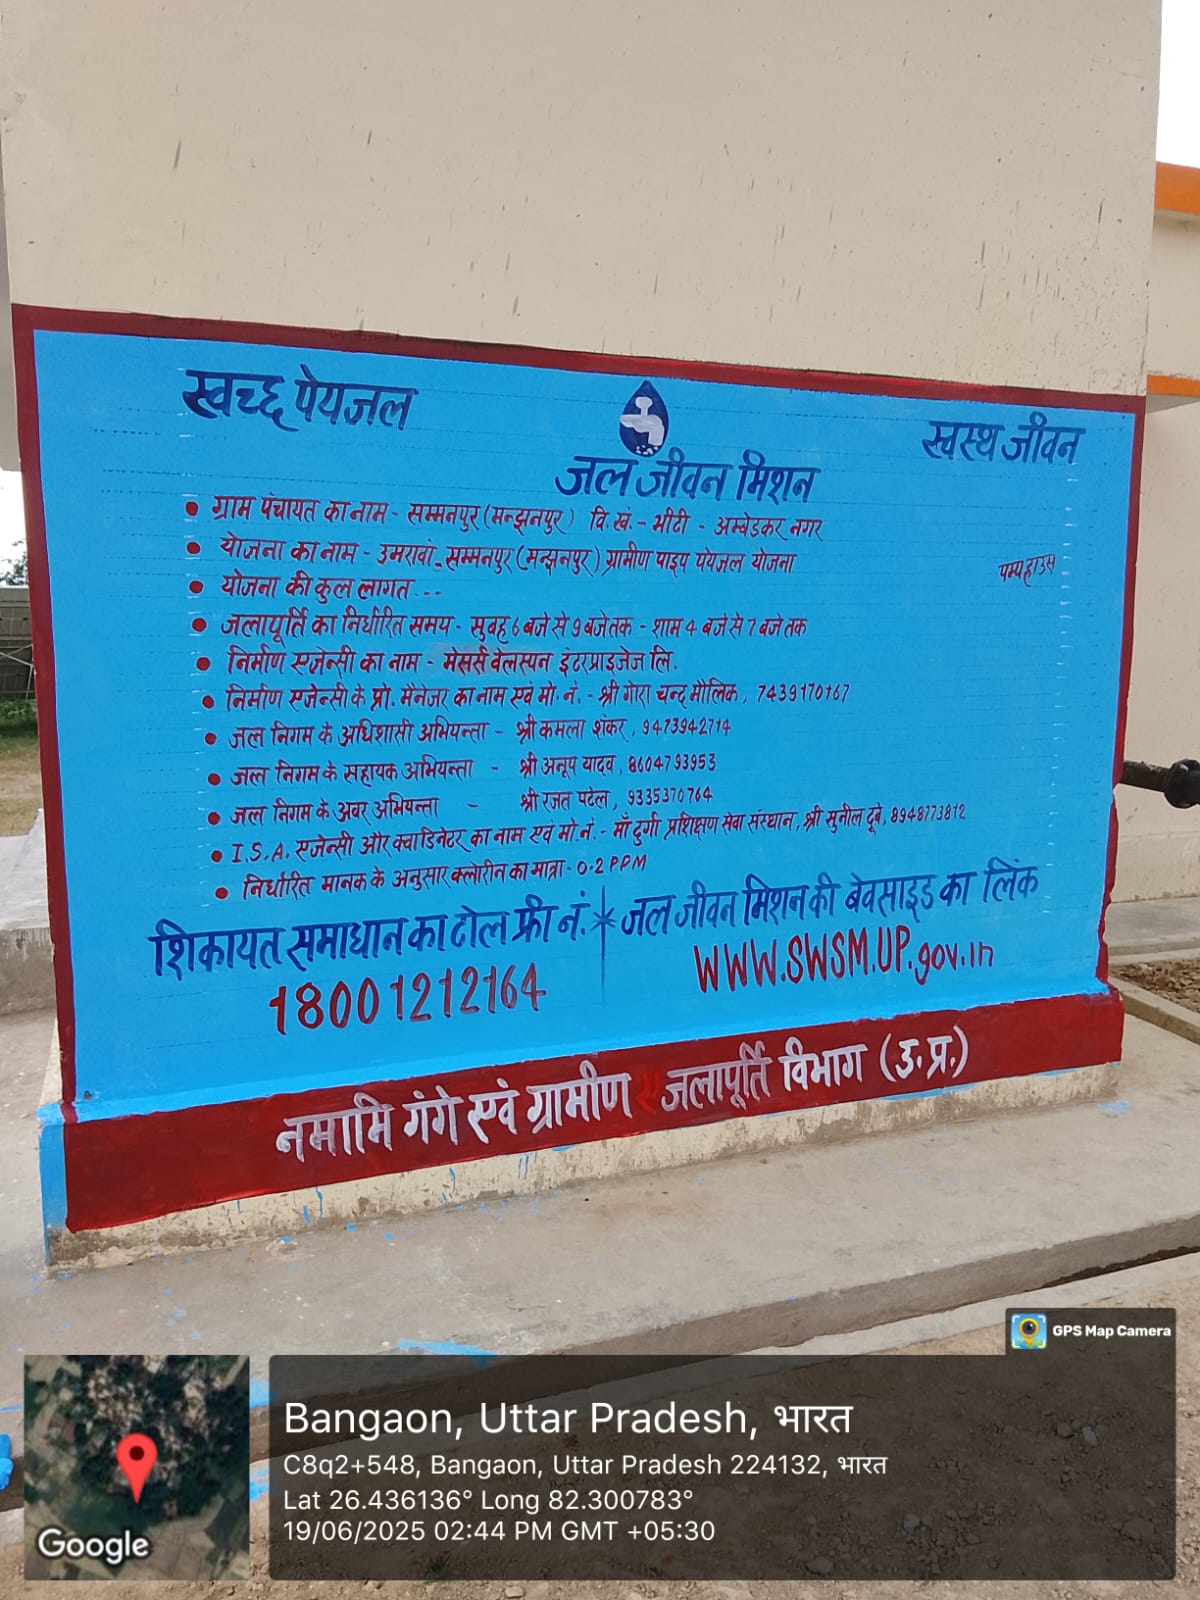 स्वच्छ पेयजल
स्वस्थ जीवन
जल जीवन मिशन
• ग्राम पंचायत का नाम - सम्मनपुर (मन्झनपुर) वि.खं. - भीटी - अम्बेडकर नगर
• योजना का नाम - उमरावां - सम्मनपुर (मन्झनपुर) ग्रामीण पाइप पेयजल योजना
पम्पहाउस
• योजना की कुल लागत ---
• जलापूर्ति का निर्धारित समय - सुबह 6 बजे से 9 बजे तक - शाम 4 बजे से 7 बजे तक
• निर्माण एजेन्सी का नाम - मेसर्स वेलस्पन इंटरप्राइजेज लि.
• निर्माण एजेन्सी के प्रो. मैनेजर का नाम एवं मो. नं. - श्री गोरा चन्द मौलिक, 7439170167
• जल निगम के अधिशासी अभियन्ता - श्री कमला शंकर, 9473942714
• जल निगम के सहायक अभियन्ता - श्री अनूप यादव, 8604793953
• जल निगम के अवर अभियन्ता - श्री रजत पटेल, 9335370764
• I.S.A. एजेन्सी और क्वाडिनेटर का नाम एवं मो. नं. - माँ दुर्गा प्रशिक्षण सेवा संस्थान, श्री सुनील दूबे, 8948773812
• निर्धारित मानक के अनुसार क्लोरीन का मात्रा - 0.2 PPM
शिकायत समाधान का टोल फ्री नं. * जल जीवन मिशन की बेवसाइड का लिंक
18001212164
WWW.SWSM.UP.gov.in
नमामि गंगे एवं ग्रामीण जलापूर्ति विभाग (उ.प्र.)
GPS Map Camera
Bangaon, Uttar Pradesh, भारत
C8q2+548, Bangaon, Uttar Pradesh 224132, भारत
Lat 26.436136° Long 82.300783°
19/06/2025 02:44 PM GMT +05:30
Google